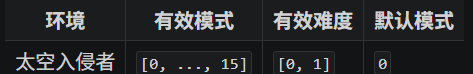 环境 有效模式 有效难度 默认模式
太空入侵者 [0, ..., 15] [0, 1] 0